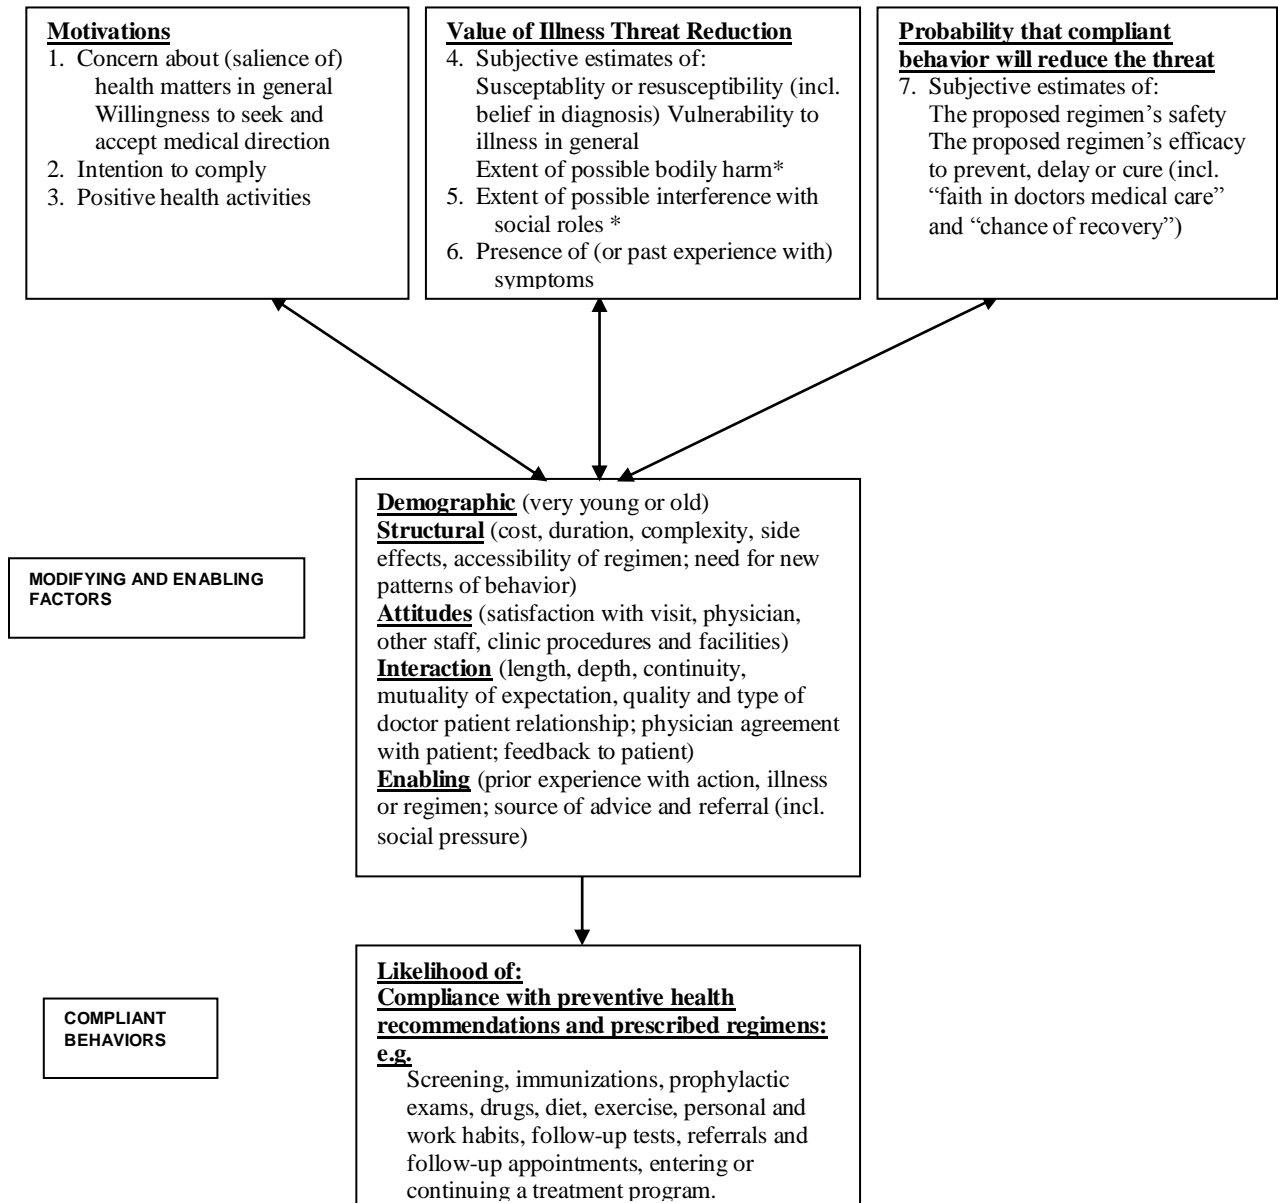 Motivations
1. Concern about (salience of)
health matters in general
Willingness to seek and
accept medical direction
2. Intention to comply
3. Positive health activities
Value of Illness Threat Reduction
4. Subjective estimates of:
Susceptablity or resusceptibility (incl.
belief in diagnosis) Vulnerability to
illness in general
Extent of possible bodily harm*
5. Extent of possible interference with
social roles *
6. Presence of (or past experience with)
symptoms
Probability that compliant
behavior will reduce the threat
7. Subjective estimates of:
The proposed regimen’s safety
The proposed regimen’s efficacy
to prevent, delay or cure (incl.
“faith in doctors medical care”
and “chance of recovery”)
MODIFYING AND ENABLING
FACTORS
Demographic (very young or old)
Structural (cost, duration, complexity, side
effects, accessibility of regimen; need for new
patterns of behavior)
Attitudes (satisfaction with visit, physician,
other staff, clinic procedures and facilities)
Interaction (length, depth, continuity,
mutuality of expectation, quality and type of
doctor patient relationship; physician agreement
with patient; feedback to patient)
Enabling (prior experience with action, illness
or regimen; source of advice and referral (incl.
social pressure)
COMPLIANT
BEHAVIORS
Likelihood of:
Compliance with preventive health
recommendations and prescribed regimens:
e.g.
Screening, immunizations, prophylactic
exams, drugs, diet, exercise, personal and
work habits, follow-up tests, referrals and
follow-up appointments, entering or
continuing a treatment program.